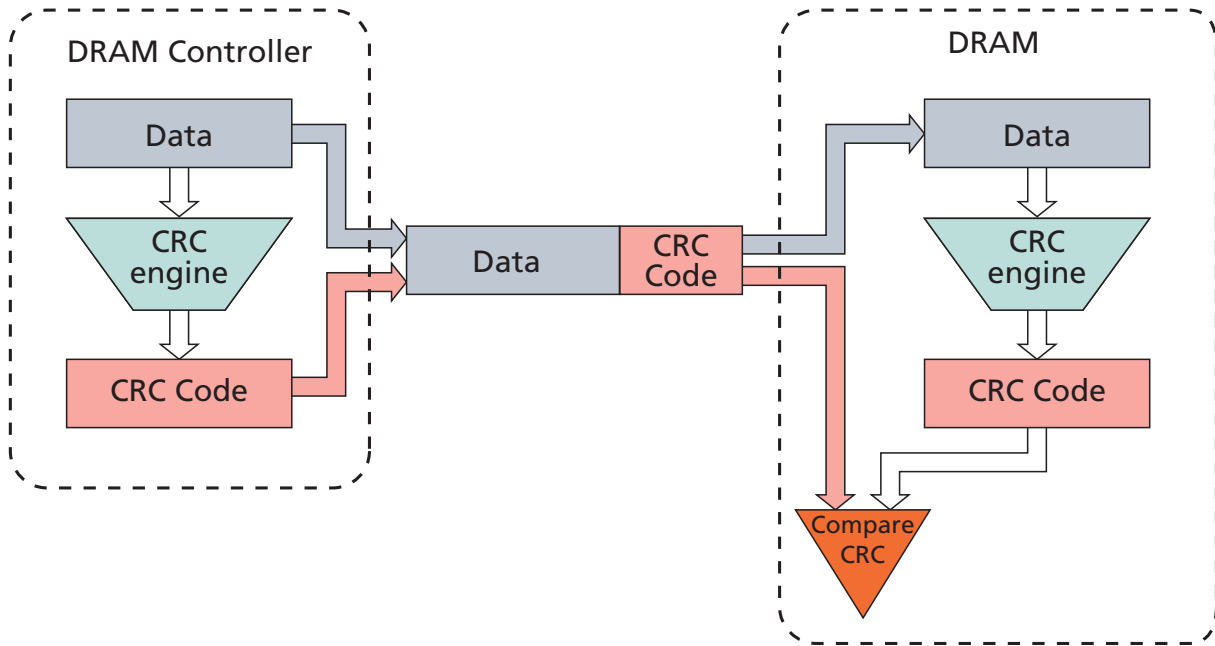 DRAM Controller
Data
CRC
engine
CRC Code
Data
CRC
Code
DRAM
Data
CRC
engine
CRC Code
Compare
CRC